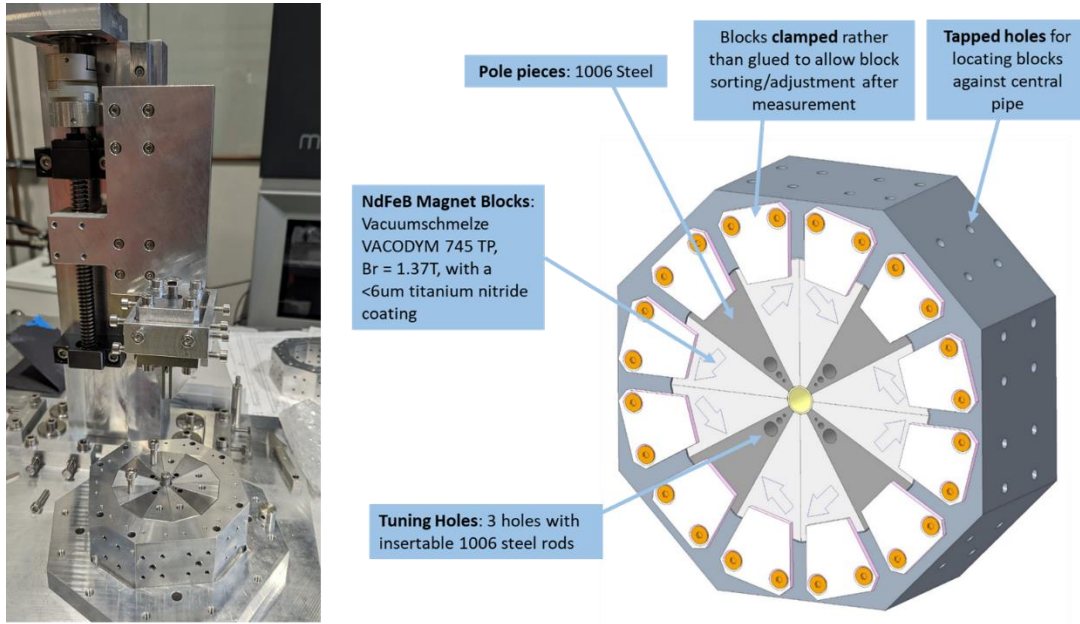 Pole pieces: 1006 Steel
Blocks clamped rather
than glued to allow block
sorting/adjustment after
measurement
Tapped holes for
locating blocks
against central
pipe
NdFeB Magnet Blocks:
Vacuumschmelze
VACODYM 745 TP,
Br = 1.37T, with a
<6um titanium nitride
coating
Tuning Holes: 3 holes with
insertable 1006 steel rods